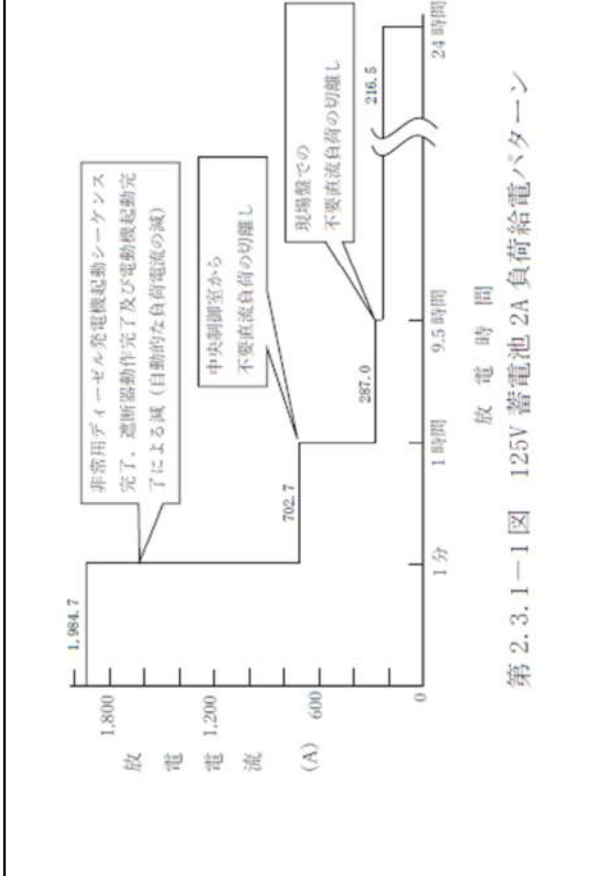 1,984.7
非常用ディーゼル発電機起動シーケンス
完了，遮断器動作完了及び電動機起動完
了による減（自動的な負荷電流の減）
中央制御室から
不要直流負荷の切離し
現場盤での
不要直流負荷の切離し
702.7
287.0
216.5
1,800
1,200
600
0
放電電流
(A)
1分
1時間
9.5時間
24時間
放電時間
第2.3.1－1図 125V 蓄電池 2A 負荷給電パターン